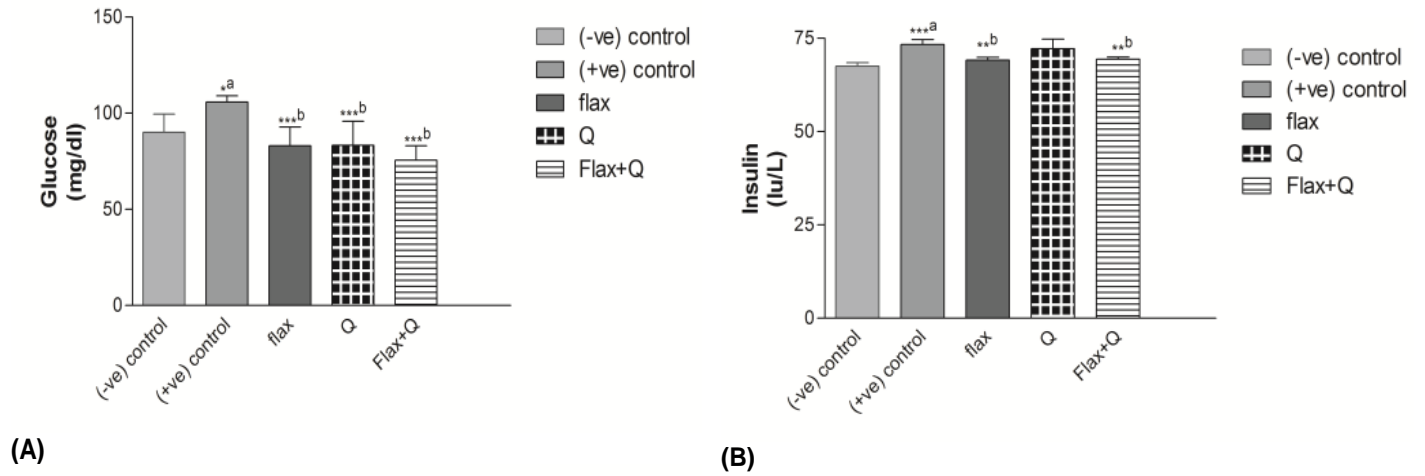 150
100
50
0
Glucose
(mg/dl)
*a
***b
***b
***b
(-ve) control
(+ve) control
flax
Q
Flax+Q
(-ve) control
(+ve) control
flax
Q
Flax+Q
(A)
75
50
25
0
Insulin
(Iu/L)
***a
**b
**b
(-ve) control
(+ve) control
flax
Q
Flax+Q
(-ve) control
(+ve) control
flax
Q
Flax+Q
(B)